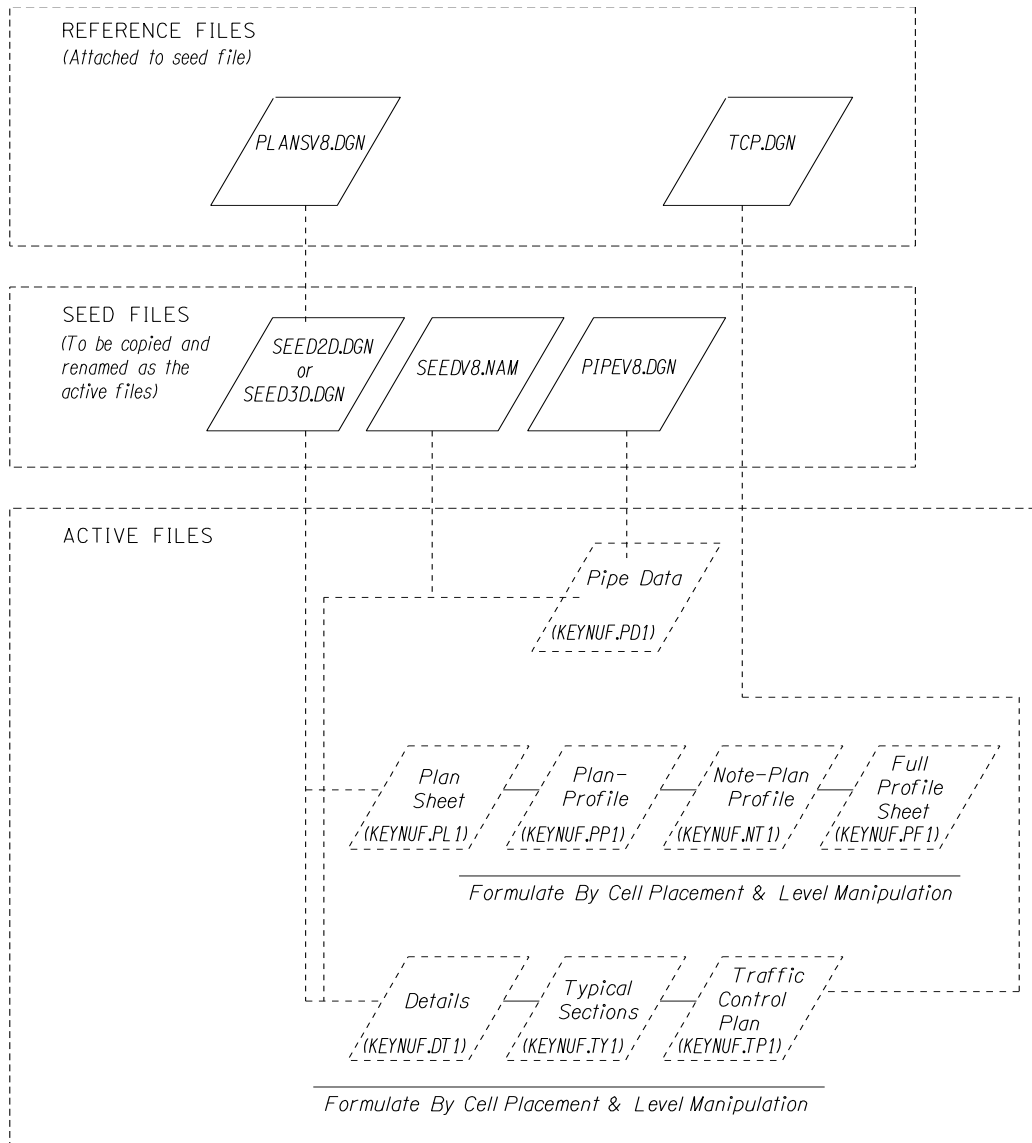 REFERENCE FILES
(Attached to seed file)
PLANSV8.DGN
TCP.DGN
SEED FILES
(To be copied and
renamed as the
active files)
SEED2D.DGN
or
SEED3D.DGN
SEEDV8.NAM
PIPEV8.DGN
ACTIVE FILES
Pipe Data
(KEYNUF.PD1)
Plan
Sheet
(KEYNUF.PL1)
Plan-
Profile
(KEYNUF.PP1)
Note-Plan
Profile
(KEYNUF.NT1)
Full
Profile
Sheet
(KEYNUF.PF1)
Formulate By Cell Placement & Level Manipulation
Details
(KEYNUF.DT1)
Typical
Sections
(KEYNUF.TY1)
Traffic
Control
Plan
(KEYNUF.TP1)
Formulate By Cell Placement & Level Manipulation